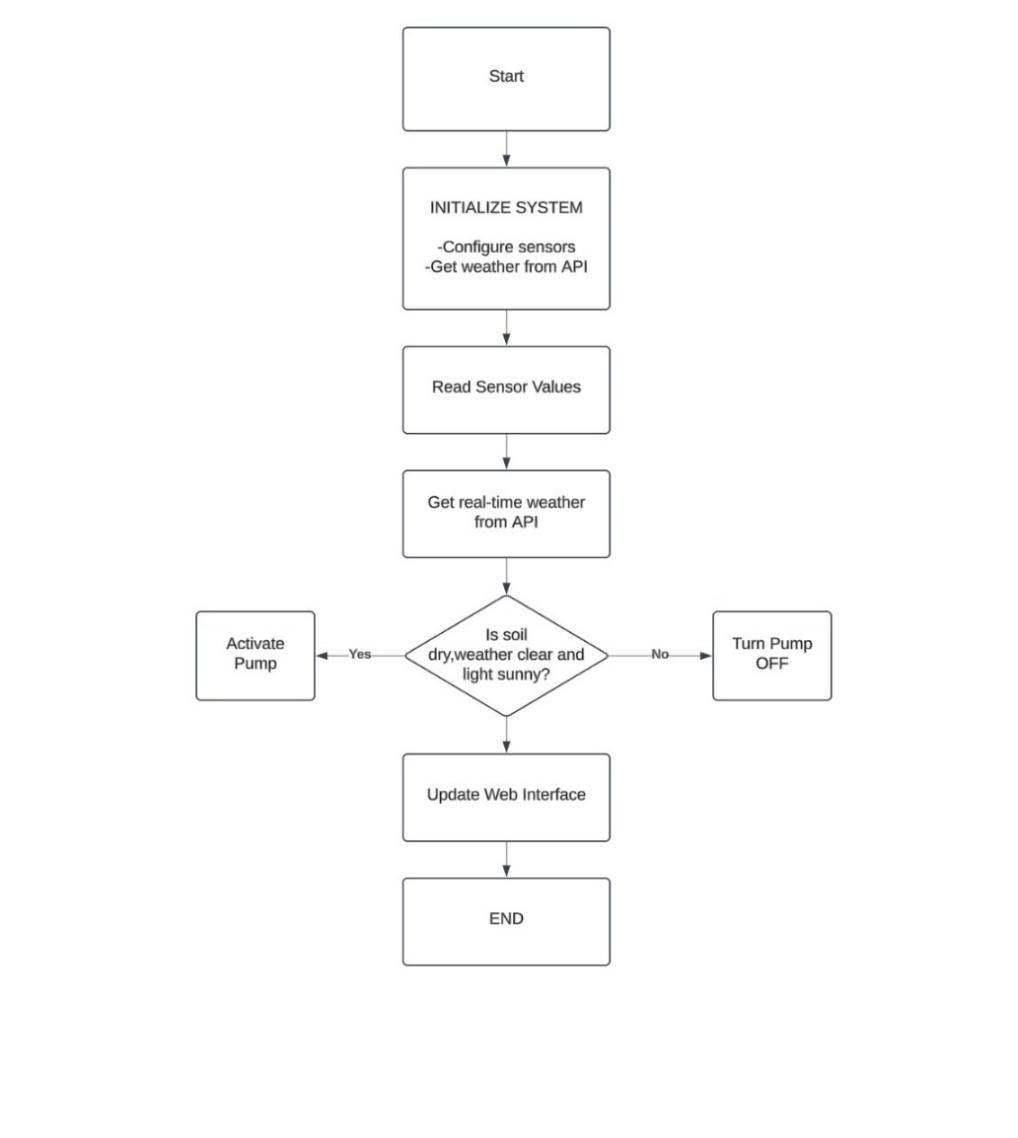 Start
INITIALIZE SYSTEM
-Configure sensors
-Get weather from API
Read Sensor Values
Get real-time weather
from API
Is soil
dry,weather clear and
light sunny?
Yes
Activate
Pump
No
Turn Pump
OFF
Update Web Interface
END